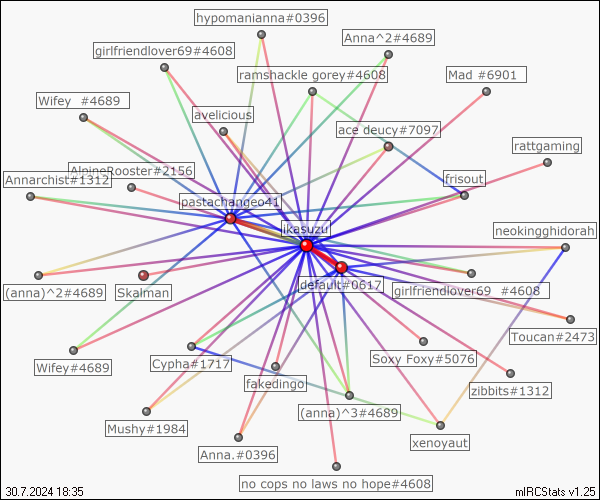 hypomanianna#0396
Anna^2#4689
girlfriendlover69#4608
ramshackle gorey#4608
Mad #6901
Wifey #4689
avelicious
ace deucy#7097
rattgaming
AlpineRooster#2156
Annarchist#1312
frisout
pastachangeo41
ikasuzu
neokingghidorah
default#0617
(anna)^2#4689
Skalman
girlfriendlover69 #4608
Toucan#2473
Wifey#4689
Cypha#1717
Soxy Foxy#5076
fakedingo
zibbits#1312
(anna)^3#4689
Mushy#1984
xenoyaut
Anna.#0396
no cops no laws no hope#4608
30.7.2024 18:35
mIRCStats v1.25